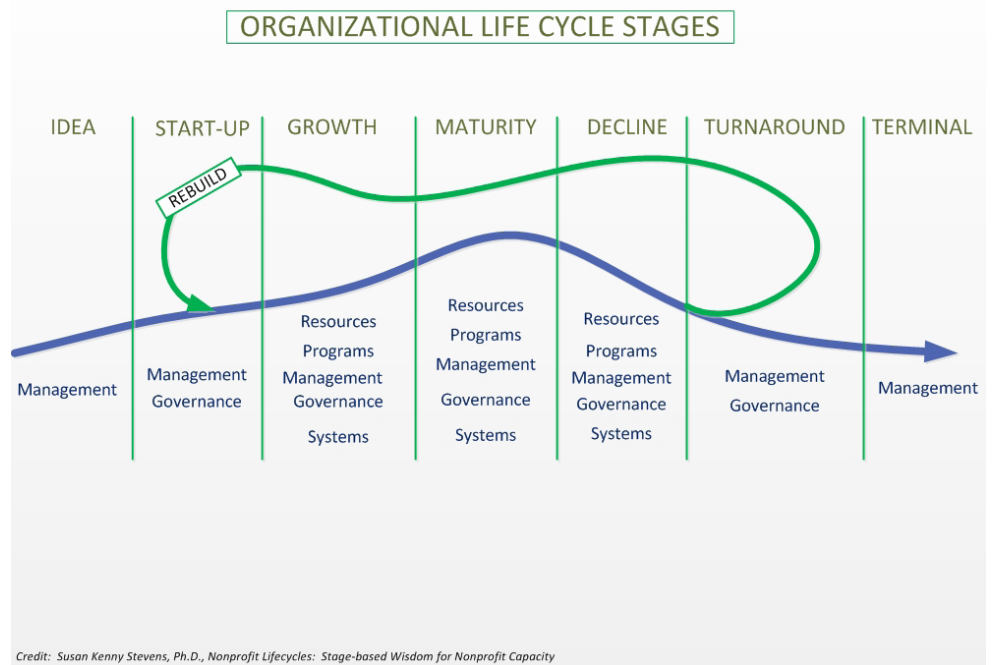 ORGANIZATIONAL LIFE CYCLE STAGES
IDEA
START-UP
GROWTH
MATURITY
DECLINE
TURNAROUND
TERMINAL
REBUILD
Management
Management
Governance
Resources
Programs
Management
Governance
Systems
Resources
Programs
Management
Governance
Systems
Resources
Programs
Management
Governance
Systems
Management
Governance
Management
Credit: Susan Kenny Stevens, Ph.D., Nonprofit Lifecycles: Stage-based Wisdom for Nonprofit Capacity